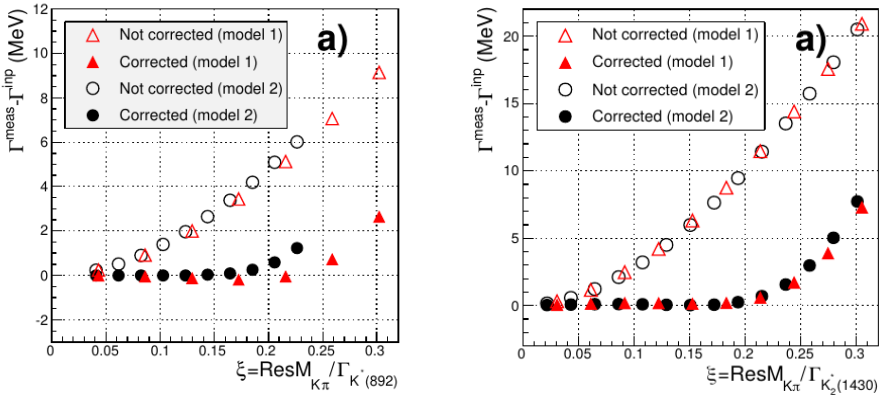 Γ^meas-Γ^inp (MeV)
12
10
8
6
4
2
0
-2
a)
Not corrected (model 1)
Corrected (model 1)
Not corrected (model 2)
Corrected (model 2)
0 0.05 0.1 0.15 0.2 0.25 0.3
ξ=ResM_Kπ/Γ_K*(892)
Γ^meas-Γ^inp (MeV)
20
15
10
5
0
a)
Not corrected (model 1)
Corrected (model 1)
Not corrected (model 2)
Corrected (model 2)
0 0.05 0.1 0.15 0.2 0.25 0.3
ξ=ResM_Kπ/Γ_K*_2(1430)